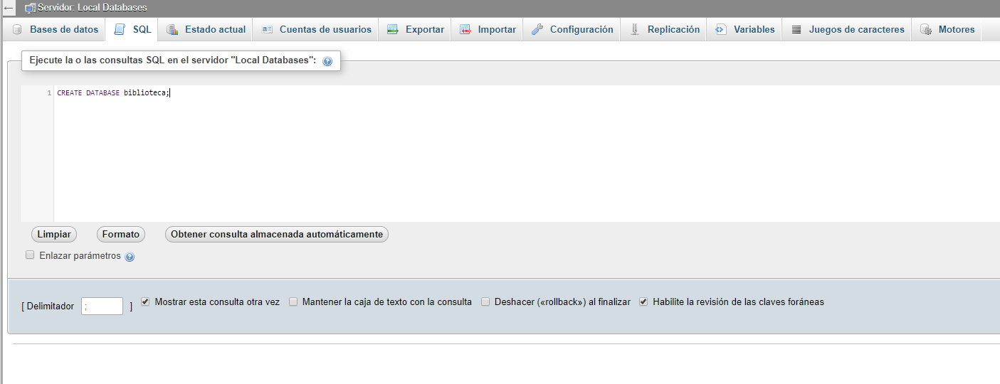 Servidor: Local Databases
Bases de datos SQL Estado actual Cuentas de usuarios Exportar Importar Configuración Replicación Variables Juegos de caracteres Motores
Ejecute la o las consultas SQL en el servidor "Local Databases":
1 CREATE DATABASE biblioteca;
Limpiar Formato Obtener consulta almacenada automáticamente
Enlazar parámetros
[ Delimitador ; ] Mostrar esta consulta otra vez Mantener la caja de texto con la consulta Deshacer («rollback») al finalizar Habilite la revisión de las claves foráneas